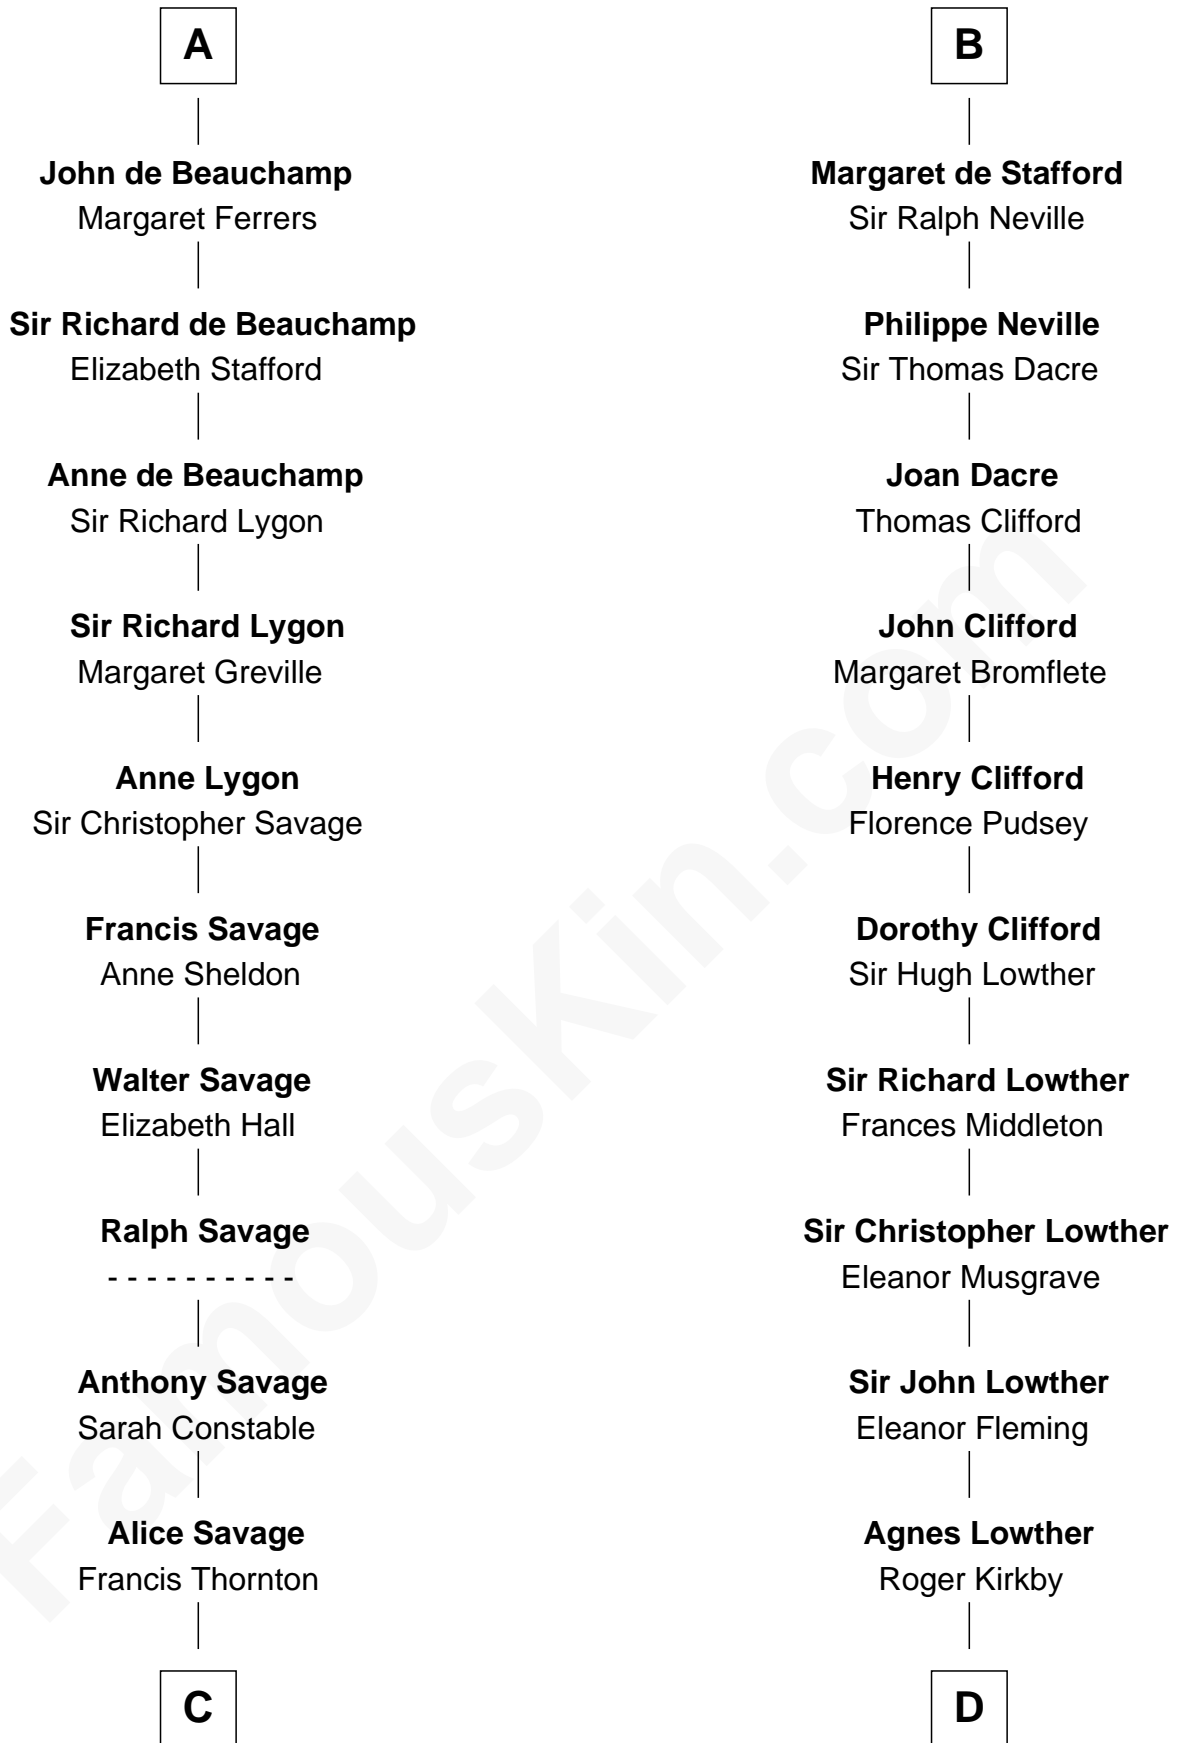 A
John de Beauchamp
Margaret Ferrers
Sir Richard de Beauchamp
Elizabeth Stafford
Anne de Beauchamp
Sir Richard Lygon
Sir Richard Lygon
Margaret Greville
Anne Lygon
Sir Christopher Savage
Francis Savage
Anne Sheldon
Walter Savage
Elizabeth Hall
Ralph Savage
- - - - - - - - - -
Anthony Savage
Sarah Constable
Alice Savage
Francis Thornton
C
B
Margaret de Stafford
Sir Ralph Neville
Philippe Neville
Sir Thomas Dacre
Joan Dacre
Thomas Clifford
John Clifford
Margaret Bromflete
Henry Clifford
Florence Pudsey
Dorothy Clifford
Sir Hugh Lowther
Sir Richard Lowther
Frances Middleton
Sir Christopher Lowther
Eleanor Musgrave
Sir John Lowther
Eleanor Fleming
Agnes Lowther
Roger Kirkby
D
FamousKin.com